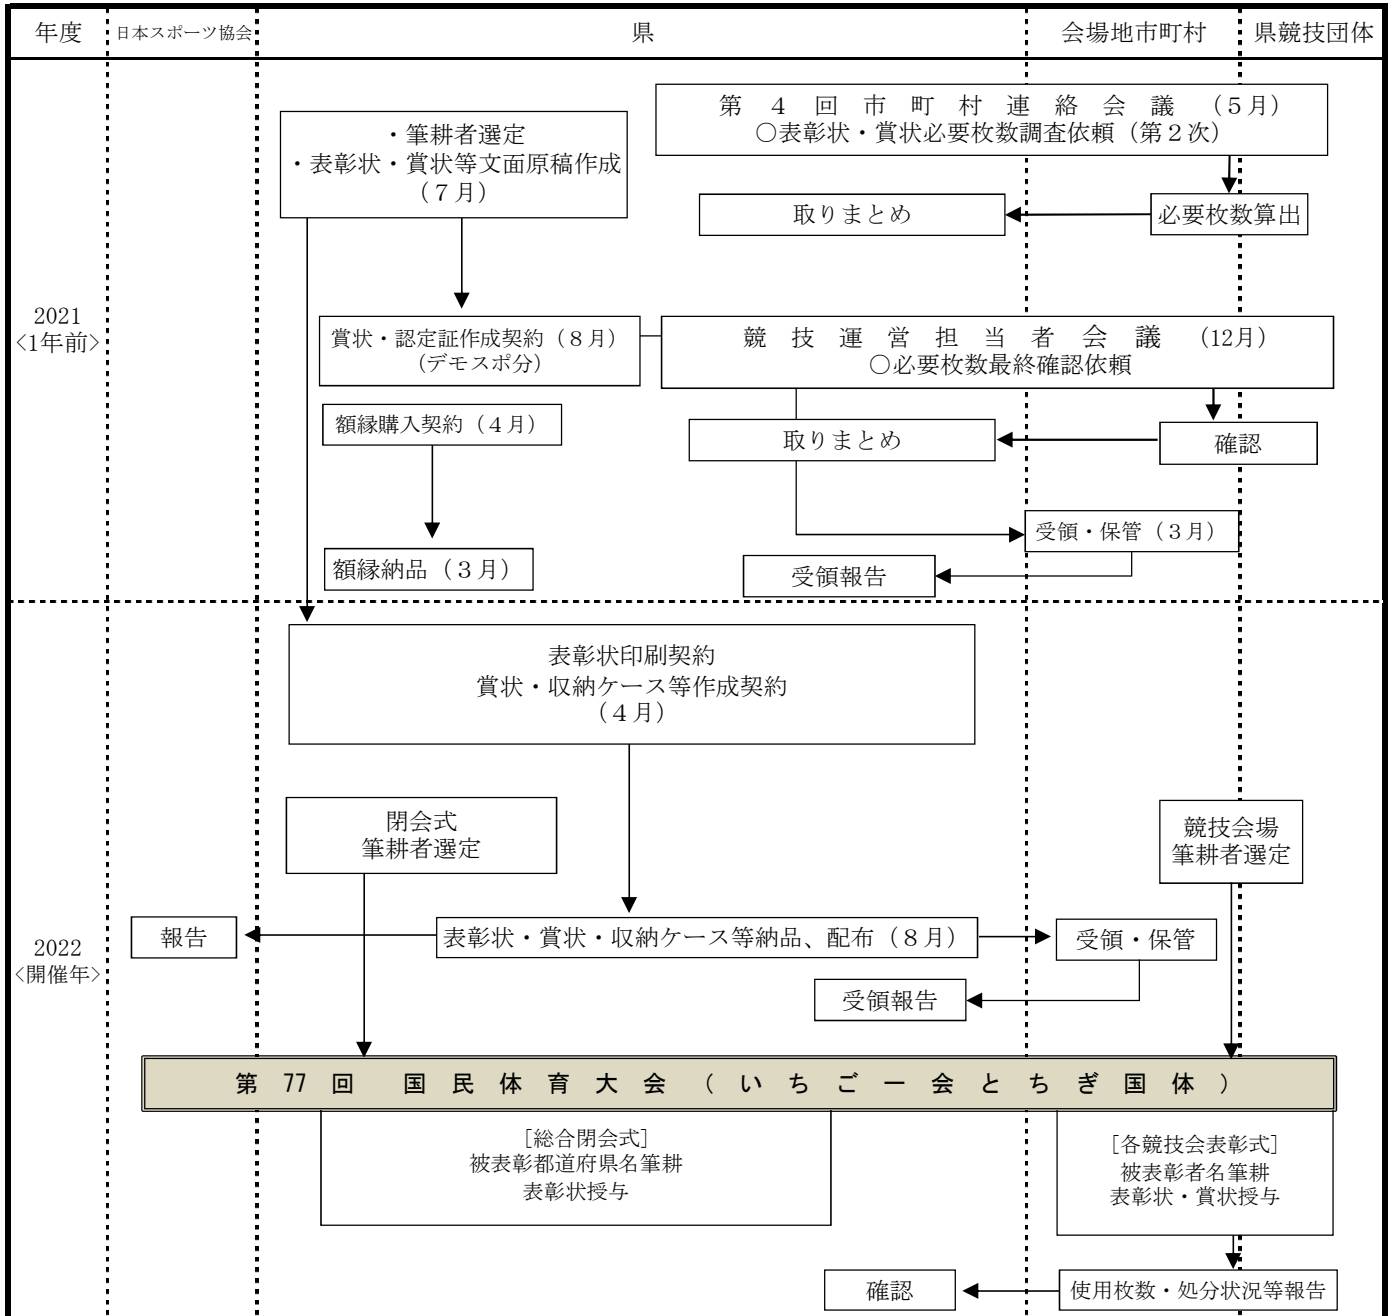 年度
日本スポーツ協会
県
会場地市町村
県競技団体
2021
<1年前>
第４回市町村連絡会議（5月）
○表彰状・賞状必要枚数調査依頼（第２次）
・筆耕者選定
・表彰状・賞状等文面原稿作成
（７月）
取りまとめ
必要枚数算出
賞状・認定証作成契約（８月）
（デモスポ分）
競技運営担当者会議（12月）
○必要枚数最終確認依頼
額縁購入契約（４月）
取りまとめ
確認
受領・保管（３月）
額縁納品（３月）
受領報告
2022
<開催年>
表彰状印刷契約
賞状・収納ケース等作成契約
（４月）
閉会式
筆耕者選定
競技会場
筆耕者選定
報告
表彰状・賞状・収納ケース等納品、配布（８月）
受領・保管
受領報告
第77回国民体育大会（いちご一会とちぎ国体）
［総合閉会式］
被表彰都道府県名筆耕
表彰状授与
［各競技会表彰式］
被表彰者名筆耕
表彰状・賞状授与
確認
使用枚数・処分状況等報告